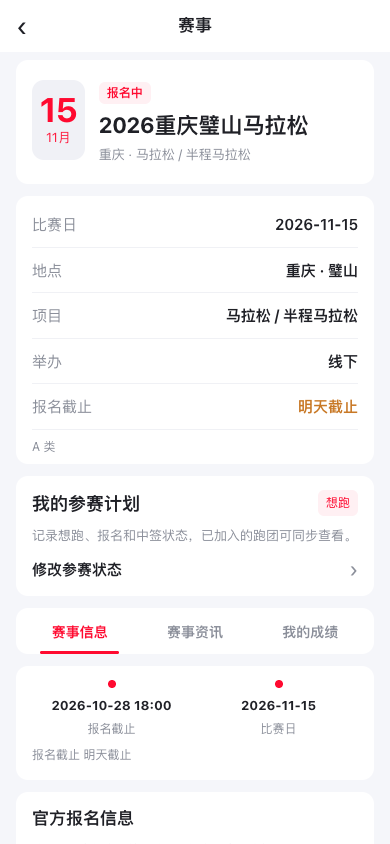 赛事
15
11月
报名中
2026重庆璧山马拉松
重庆 · 马拉松 / 半程马拉松
比赛日 2026-11-15
地点 重庆 · 璧山
项目 马拉松 / 半程马拉松
举办 线下
报名截止 明天截止
A 类
我的参赛计划 想跑
记录想跑、报名和中签状态，已加入的跑团可同步查看。
修改参赛状态
赛事信息 赛事资讯 我的成绩
2026-10-28 18:00 2026-11-15
报名截止 比赛日
报名截止 明天截止
官方报名信息